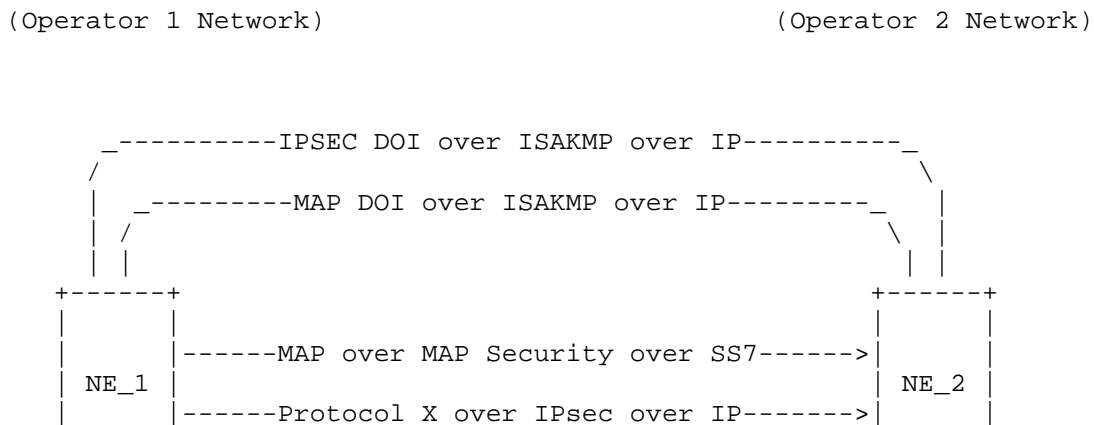 (Operator 1 Network) (Operator 2 Network)
IPSEC DOI over ISAKMP over IP
MAP DOI over ISAKMP over IP
MAP over MAP Security over SS7
NE_1 NE_2
Protocol X over IPsec over IP